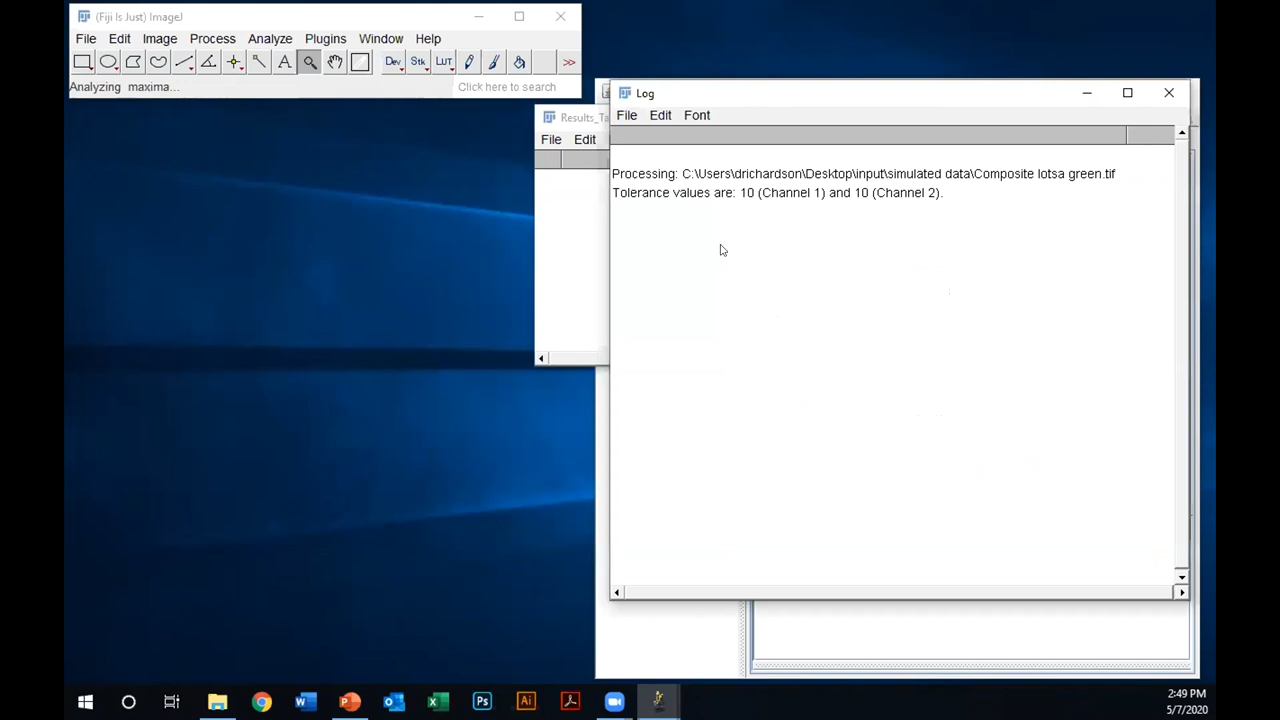 (Fiji Is Just) ImageJ
File Edit Image Process Analyze Plugins Window Help
Dev Stk LUT >>
Analyzing maxima...
Click here to search
Results_Ta
File Edit
Log
File Edit Font
Processing: C:\Users\drichardson\Desktop\input\simulated data\Composite lotsa green.tif
Tolerance values are: 10 (Channel 1) and 10 (Channel 2).
2:49 PM
5/7/2020